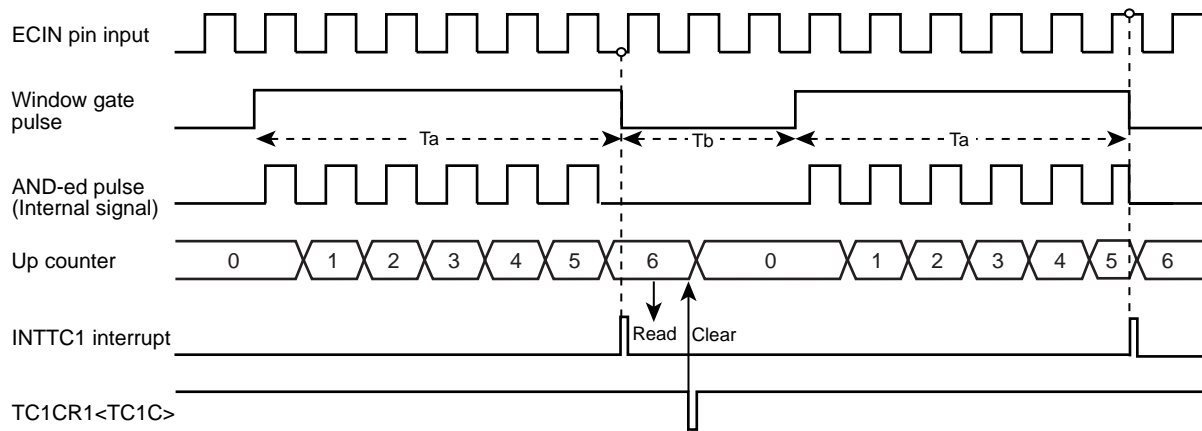 ECIN pin input
Window gate
pulse
Ta
Tb
Ta
AND-ed pulse
(Internal signal)
Up counter
0 1 2 3 4 5 6 0 1 2 3 4 5 6
Read
Clear
INTTC1 interrupt
TC1CR1<TC1C>